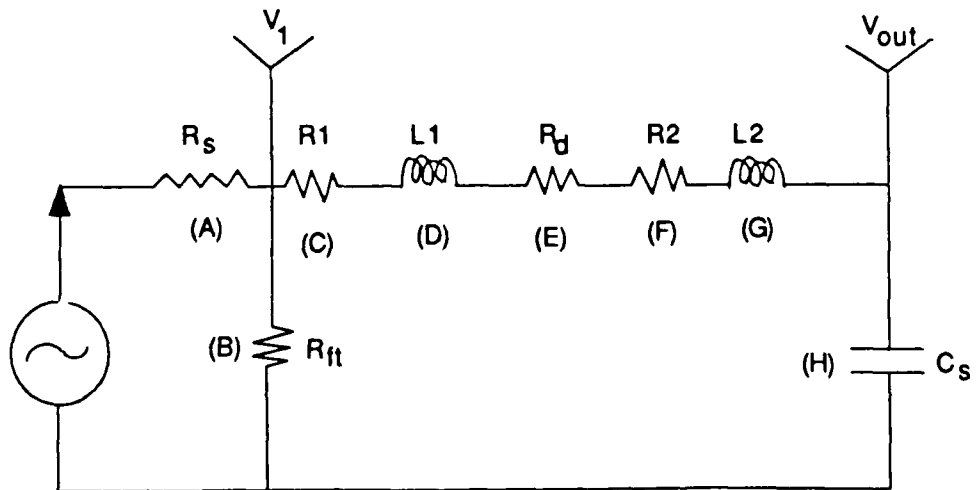 V1
Vout
Rs
R1
L1
Rd
R2
L2
(A)
(C)
(D)
(E)
(F)
(G)
(B)
Rft
(H)
Cs